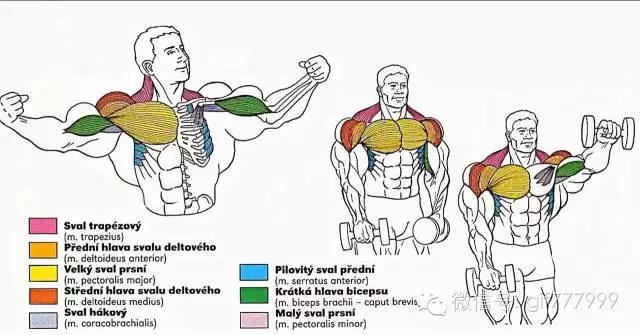 Sval trapézový
(m. trapezius)
Přední hlava svalu deltového
(m. deltoideus anterior)
Velký sval prsní
(m. pectoralis major)
Střední hlava svalu deltového
(m. deltoideus medius)
Sval hákový
(m. coracobrachialis)
Pilovitý sval přední
(m. serratus anterior)
Krátká hlava bicepsu
(m. biceps brachii – caput brevis)
Malý sval prsní
(m. pectoralis minor)